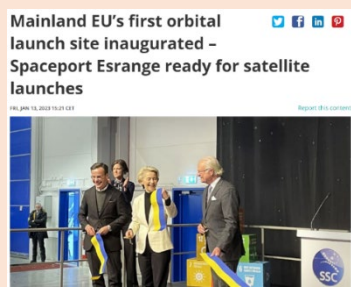 Mainland EU's first orbital
launch site inaugurated –
Spaceport Esrange ready for satellite
launches
FRI, JAN 13, 2023 15:21 CET
Report this content
SSC